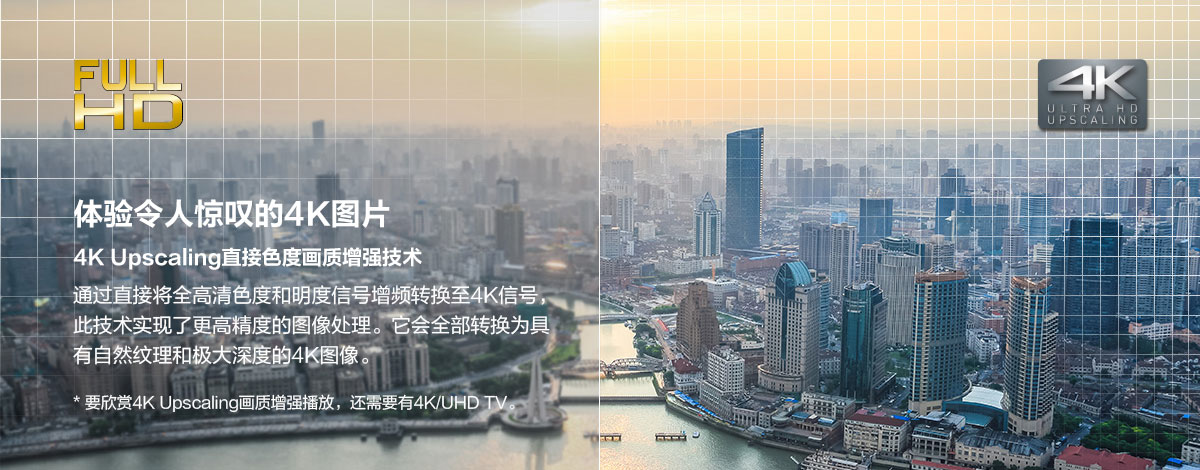 FULL
HD
4K
ULTRA HD
UPSCALING
体验令人惊叹的4K图片
4K Upscaling直接色度画质增强技术
通过直接将全高清色度和明度信号增频转换至4K信号，
此技术实现了更高精度的图像处理。它会全部转换为具
有自然纹理和极大深度的4K图像。
* 要欣赏4K Upscaling画质增强播放，还需要有4K/UHD TV。